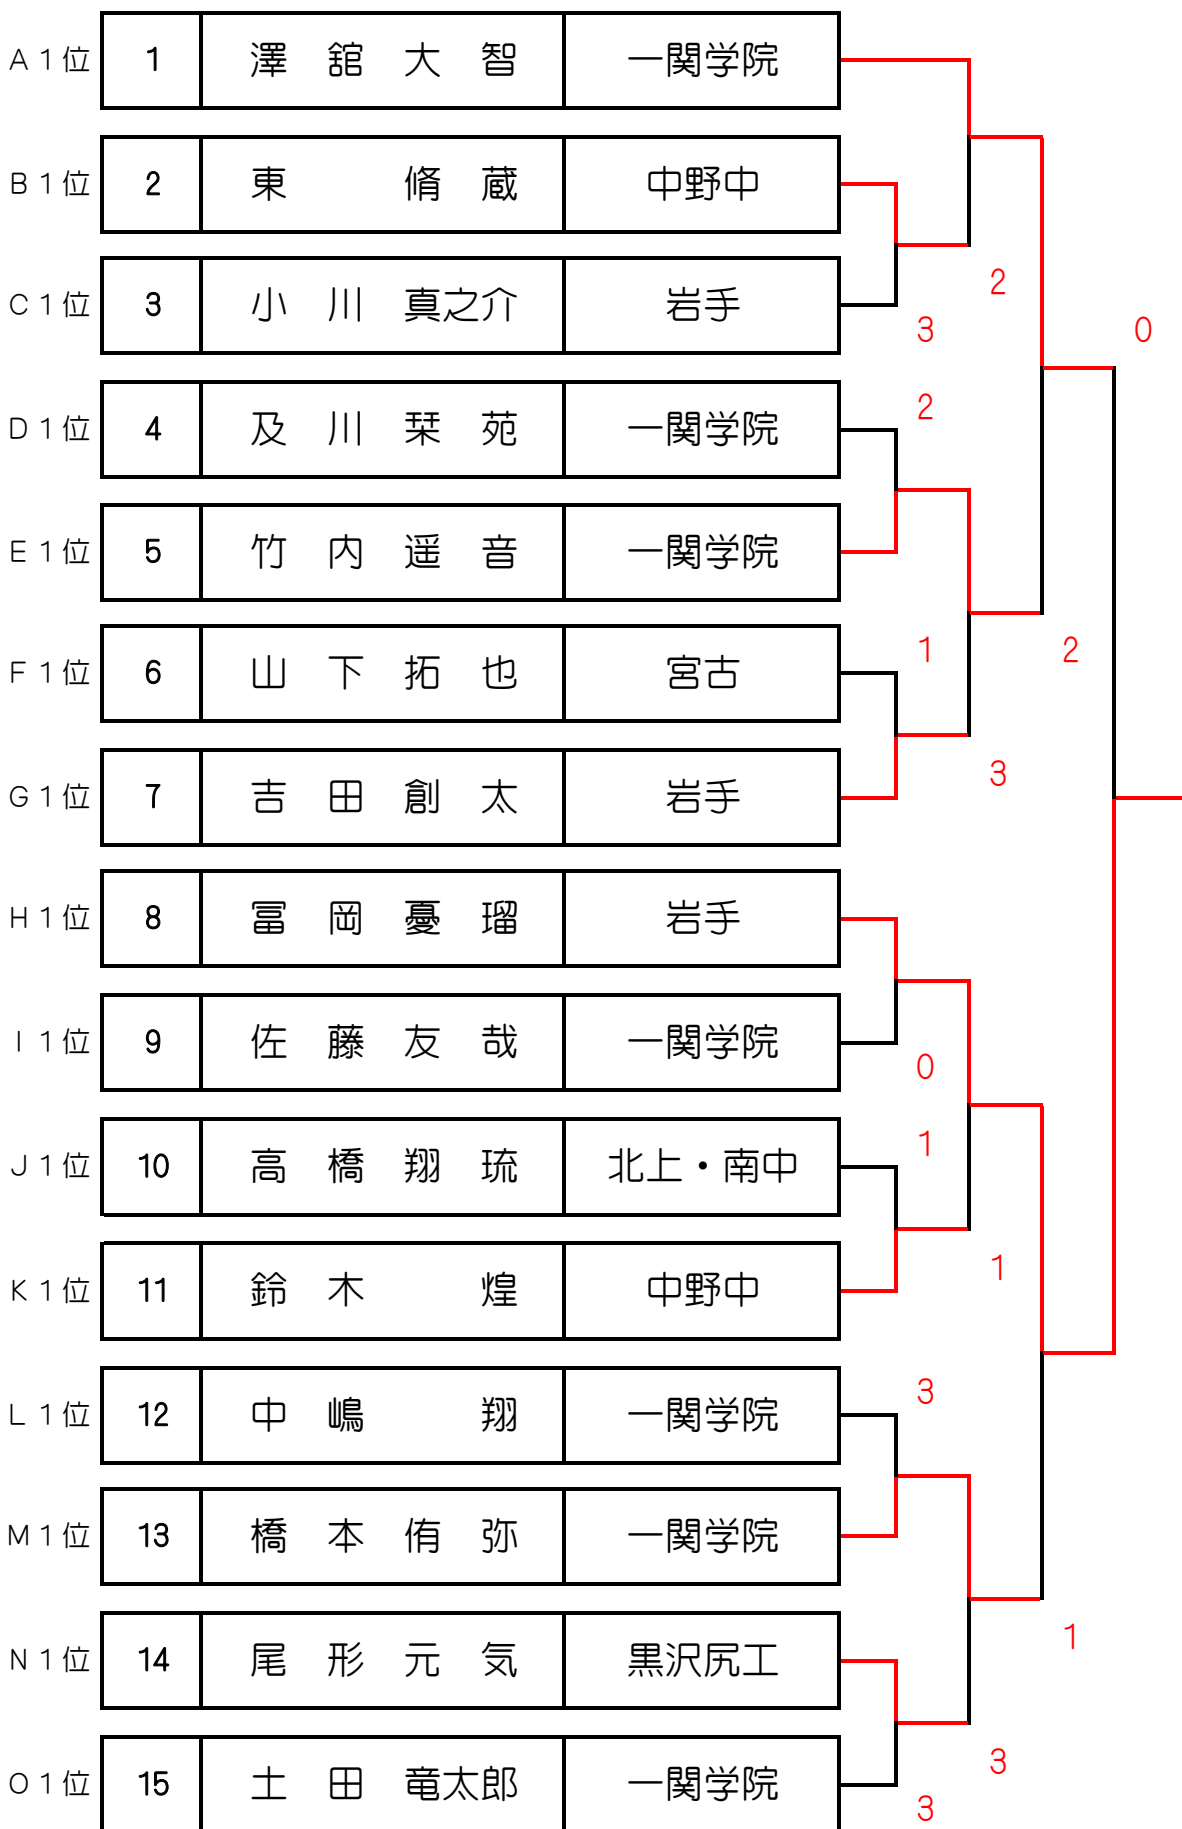 A1位 1 澤舘大智 一関学院
B1位 2 東脩蔵 中野中
2
0
C1位 3 小川真之介 岩手
3
D1位 4 及川栞苑 一関学院
2
E1位 5 竹内遥音 一関学院
1
2
F1位 6 山下拓也 宮古
3
G1位 7 吉田創太 岩手
H1位 8 冨岡憂瑠 岩手
I1位 9 佐藤友哉 一関学院
0
1
J1位 10 高橋翔琉 北上・南中
1
K1位 11 鈴木煌 中野中
3
L1位 12 中嶋翔 一関学院
M1位 13 橋本侑弥 一関学院
1
N1位 14 尾形元気 黒沢尻工
3
O1位 15 土田竜太郎 一関学院
3